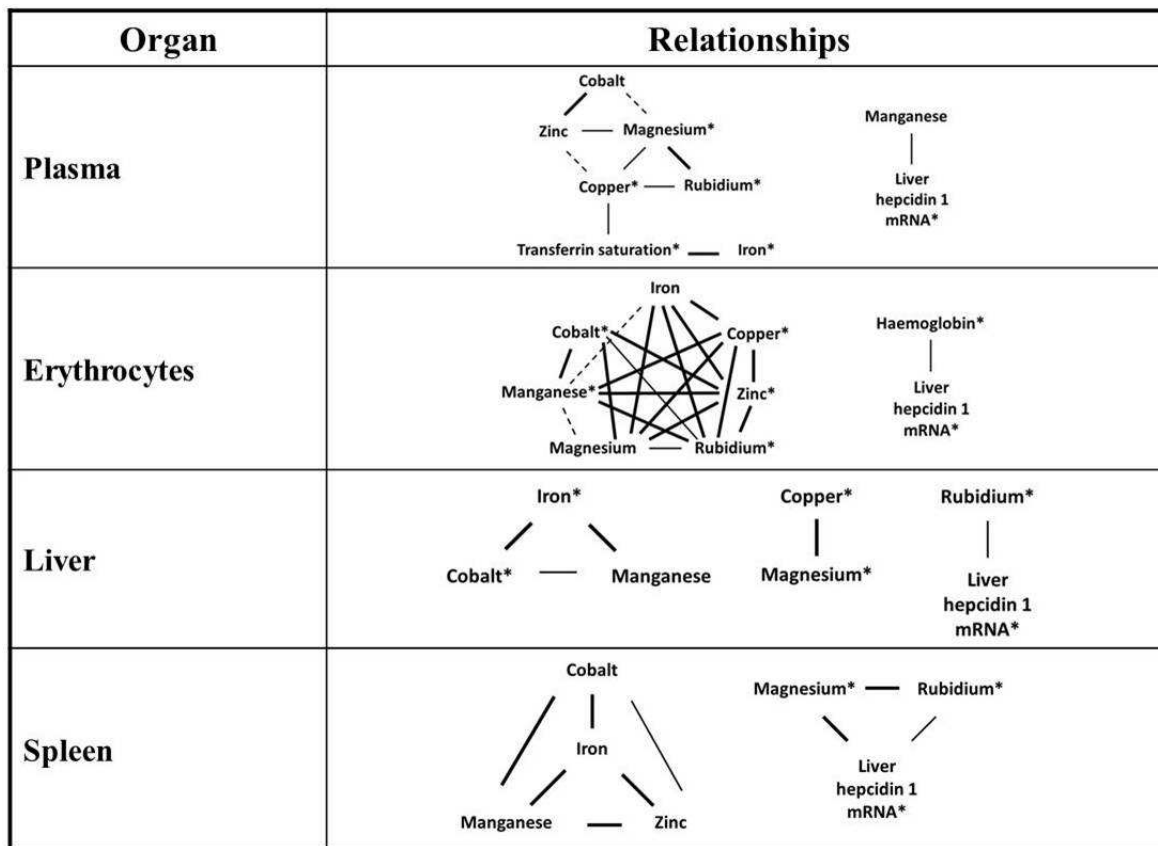 Organ Relationships
Plasma
Cobalt
Zinc Magnesium*
Copper* Rubidium*
Transferrin saturation* Iron*
Manganese
Liver
hepcidin 1
mRNA*
Erythrocytes
Iron
Cobalt* Copper*
Manganese* Zinc*
Magnesium Rubidium*
Haemoglobin*
Liver
hepcidin 1
mRNA*
Liver
Iron*
Cobalt* Manganese
Copper*
Magnesium*
Rubidium*
Liver
hepcidin 1
mRNA*
Spleen
Cobalt
Iron
Manganese Zinc
Magnesium* Rubidium*
Liver
hepcidin 1
mRNA*